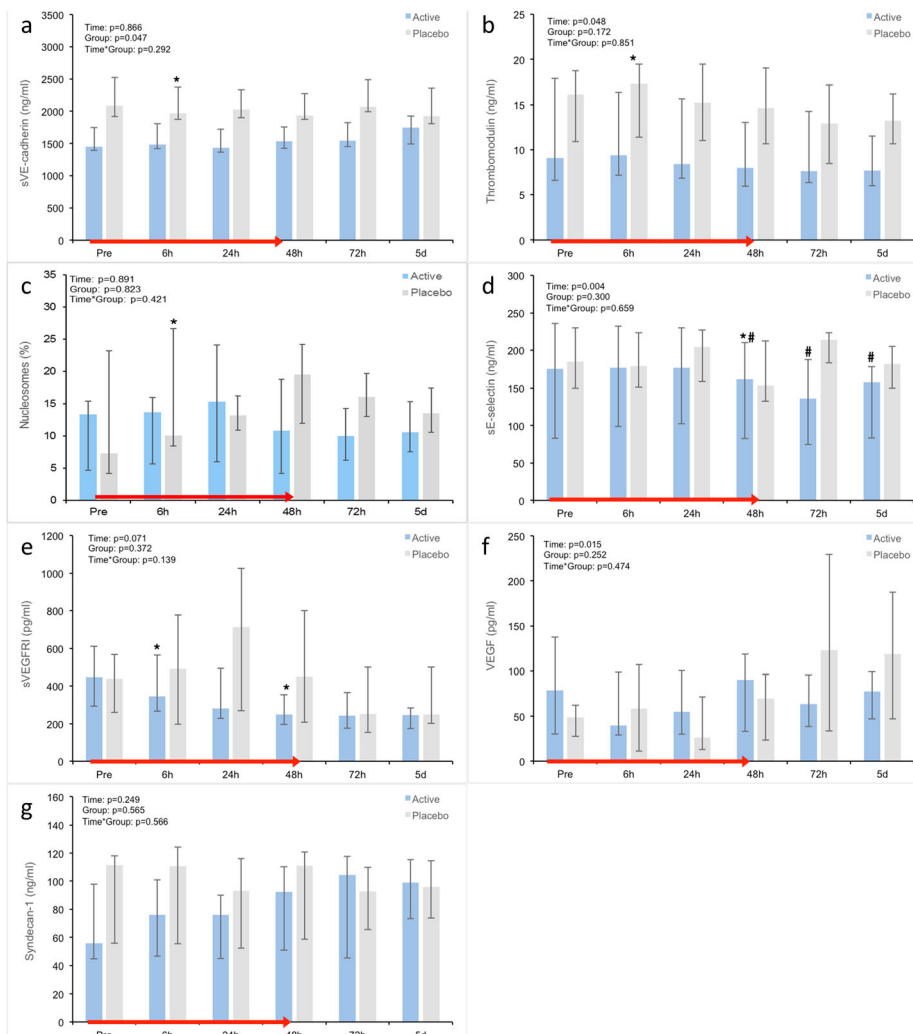 a
Time: p=0.866
Group: p=0.047
Time*Group: p=0.292
Active
Placebo
sVE-cadherin (ng/ml)
3500
3000
2500
2000
1500
1000
500
0
*
Pre 6h 24h 48h 72h 5d
b
Time: p=0.048
Group: p=0.172
Time*Group: p=0.851
Active
Placebo
Thrombomodulin (ng/ml)
25
20
15
10
5
0
*
Pre 6h 24h 48h 72h 5d
c
Time: p=0.891
Group: p=0.823
Time*Group: p=0.421
Active
Placebo
Nucleosomes (%)
35
30
25
20
15
10
5
0
*
Pre 6h 24h 48h 72h 5d
d
Time: p=0.004
Group: p=0.300
Time*Group: p=0.659
Active
Placebo
sE-selectin (ng/ml)
300
250
200
150
100
50
0
*# # #
Pre 6h 24h 48h 72h 5d
e
Time: p=0.071
Group: p=0.372
Time*Group: p=0.139
Active
Placebo
sVEGFRI (pg/ml)
1200
1000
800
600
400
200
0
* *
Pre 6h 24h 48h 72h 5d
f
Time: p=0.015
Group: p=0.252
Time*Group: p=0.474
Active
Placebo
VEGF (pg/ml)
250
200
150
100
50
0
Pre 6h 24h 48h 72h 5d
g
Time: p=0.249
Group: p=0.565
Time*Group: p=0.566
Active
Placebo
Syndecan-1 (ng/ml)
160
140
120
100
80
60
40
20
0
Pre 6h 24h 48h 72h 5d